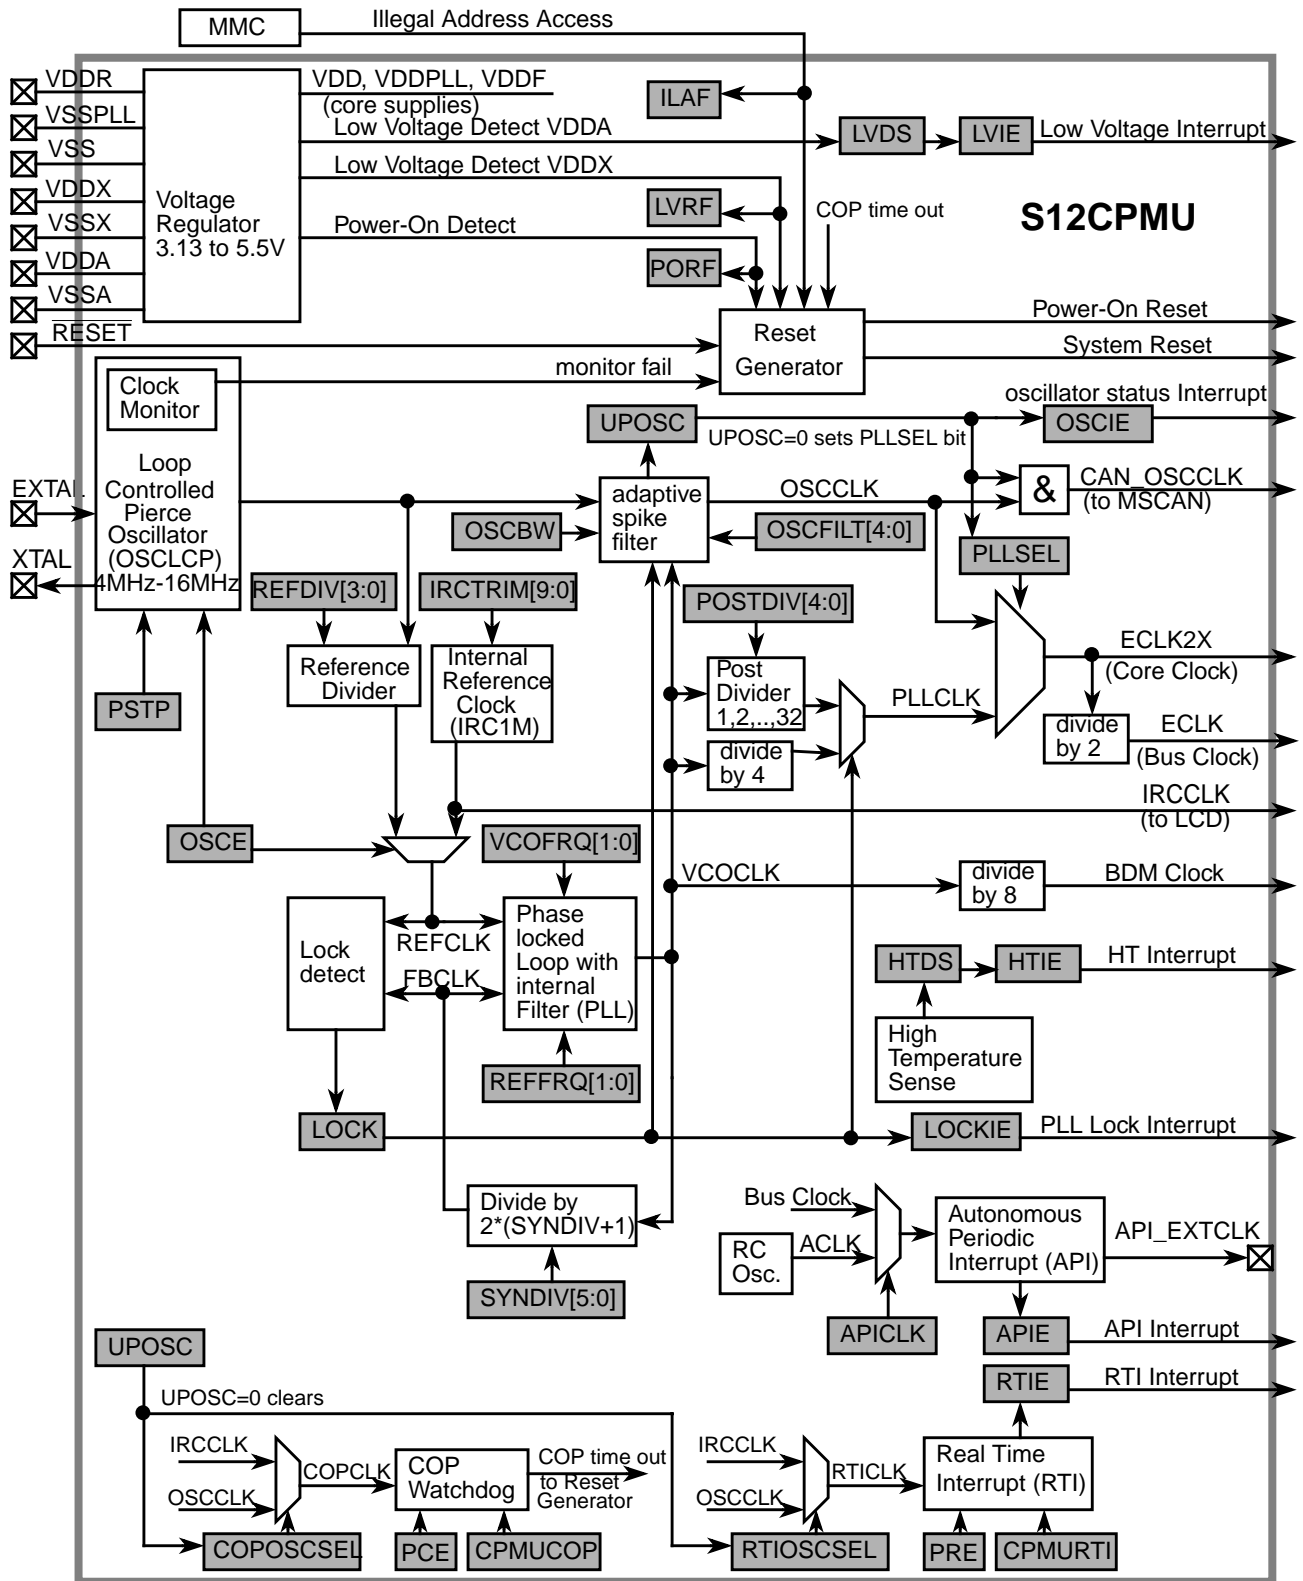 MMC
Illegal Address Access
VDDR
VDD, VDDPLL, VDDF
(core supplies)
ILAF
VSSPLL
Low Voltage Detect VDDA
LVDS
LVIE
Low Voltage Interrupt
VSS
Low Voltage Detect VDDX
VDDX
Voltage
Regulator
3.13 to 5.5V
LVRF
COP time out
S12CPMU
VSSX
Power-On Detect
VDDA
PORF
VSSA
RESET
Reset
Generator
Power-On Reset
System Reset
monitor fail
Clock
Monitor
oscillator status Interrupt
UPOSC
OSCIE
UPOSC=0 sets PLLSEL bit
Loop
Controlled
Pierce
Oscillator
(OSCLCP)
4MHz-16MHz
EXTAL
XTAL
adaptive
spike
filter
OSCCLK
&
CAN_OSCCLK
(to MSCAN)
OSCBW
OSCFILT[4:0]
PLLSEL
REFDIV[3:0]
IRCTRIM[9:0]
POSTDIV[4:0]
Reference
Divider
Internal
Reference
Clock
(IRC1M)
Post
Divider
1,2,..,32
PLLCLK
ECLK2X
(Core Clock)
PSTP
divide
by 4
divide
by 2
ECLK
(Bus Clock)
IRCCLK
(to LCD)
OSCE
VCOFRQ[1:0]
VCOCLK
divide
by 8
BDM Clock
Lock
detect
REFCLK
FBCLK
Phase
locked
Loop with
internal
Filter (PLL)
HTDS
HTIE
HT Interrupt
High
Temperature
Sense
REFFRQ[1:0]
LOCK
LOCKIE
PLL Lock Interrupt
Divide by
2*(SYNDIV+1)
Bus Clock
RC
Osc.
ACLK
Autonomous
Periodic
Interrupt (API)
API_EXTCLK
SYNDIV[5:0]
APICLK
APIE
API Interrupt
UPOSC
RTIE
RTI Interrupt
UPOSC=0 clears
IRCCLK
OSCCLK
COPCLK
COP
Watchdog
COP time out
to Reset
Generator
IRCCLK
OSCCLK
RTICLK
Real Time
Interrupt (RTI)
COPOSCSEL
PCE
CPMUCOP
RTIOSCSEL
PRE
CPMURTI